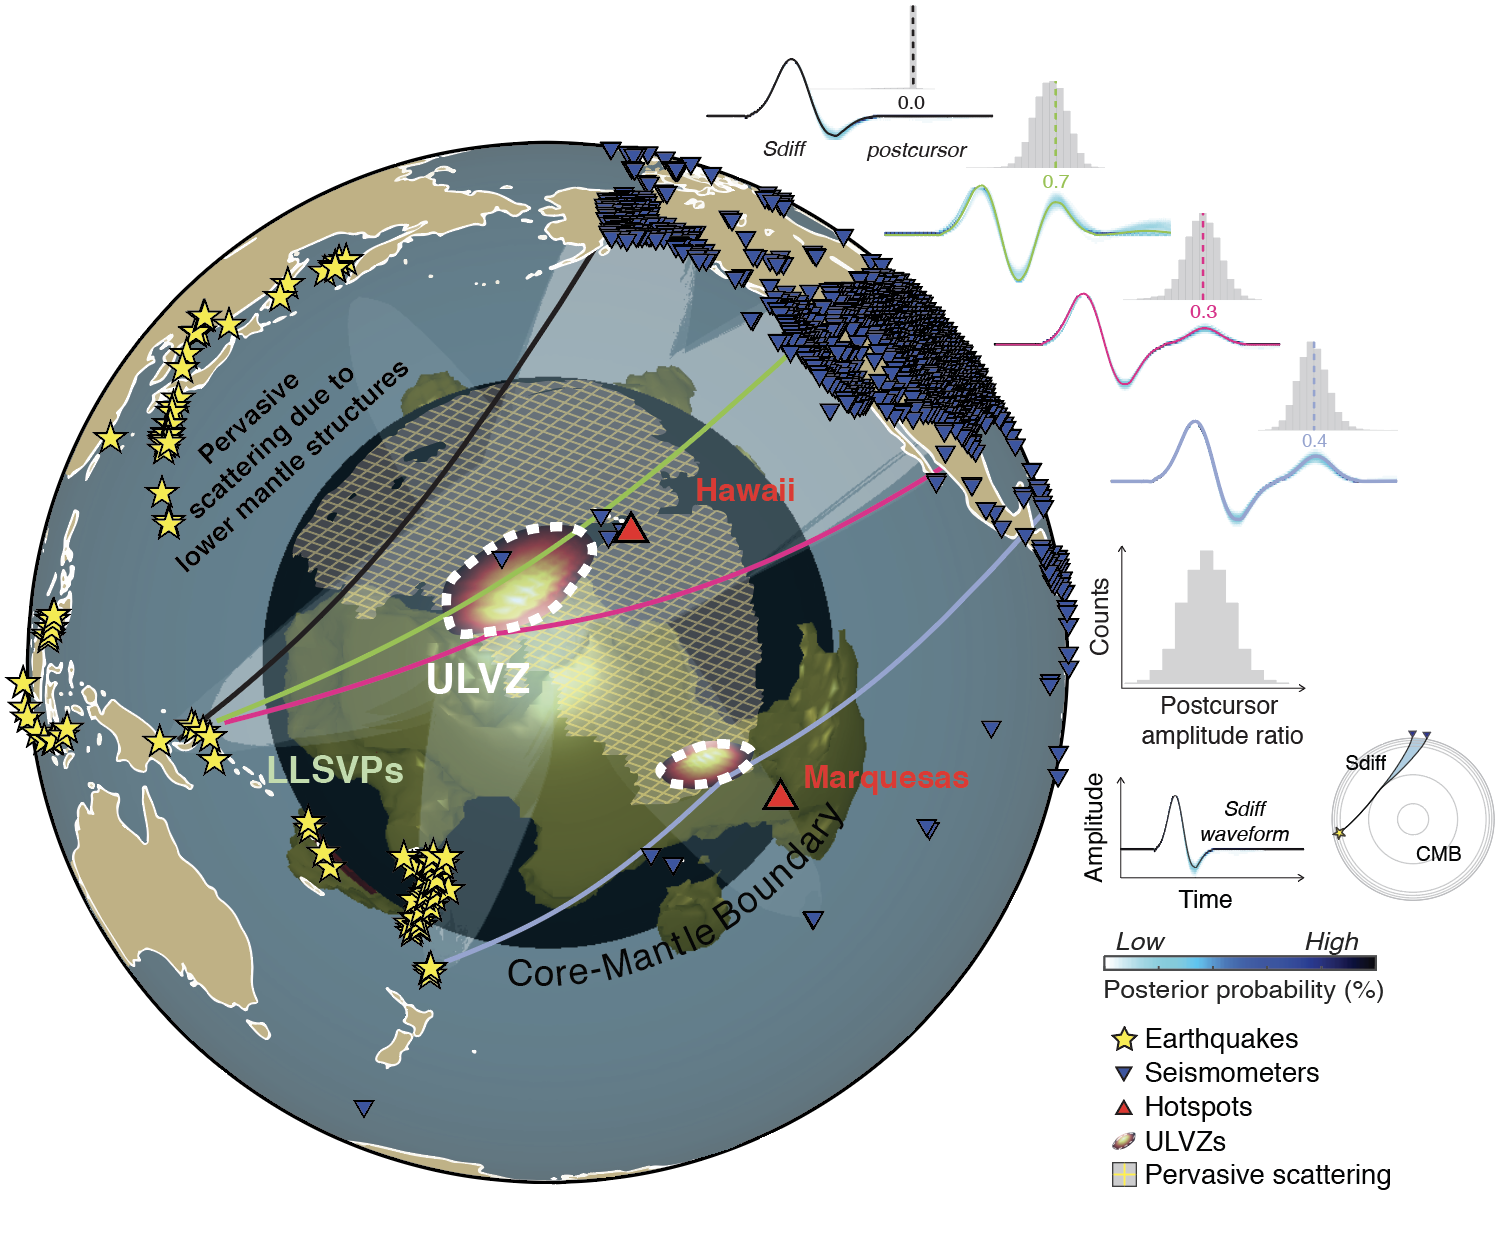 0.0
Sdiff
postcursor
0.7
0.3
0.4
Pervasive
scattering due to
lower mantle structures
Hawaii
ULVZ
LLSVPs
Marquesas
Core-Mantle Boundary
Counts
Postcursor
amplitude ratio
Amplitude
Sdiff
waveform
Time
Sdiff
CMB
Low
High
Posterior probability (%)
Earthquakes
Seismometers
Hotspots
ULVZs
Pervasive scattering